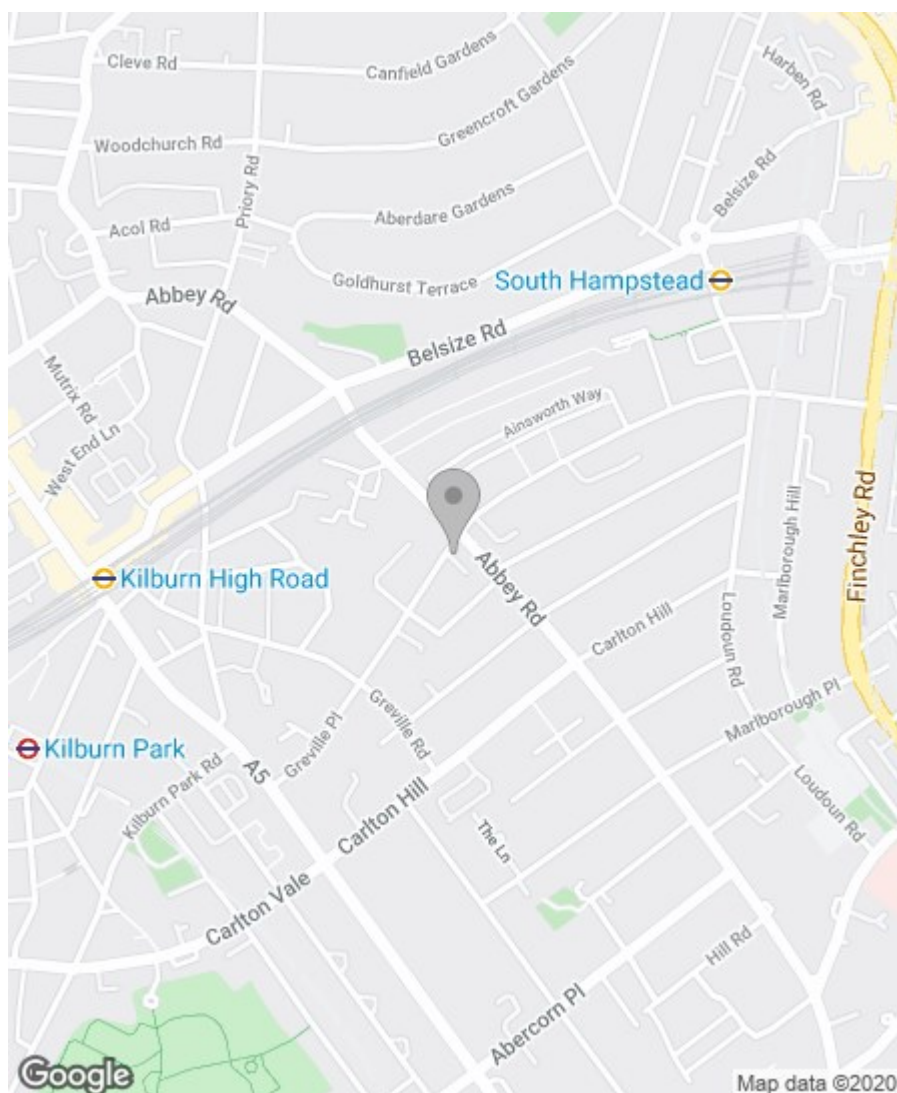 Cleve Rd
Canfield Gardens
Harben Rd
Greencroft Gardens
Woodchurch Rd
Priory Rd
Belsize Rd
Aberdare Gardens
Acol Rd
Goldhurst Terrace
South Hampstead
Abbey Rd
Belsize Rd
Mutrix Rd
West End Ln
Ainsworth Way
Marlborough Hill
Finchley Rd
Kilburn High Road
Abbey Rd
Loudoun Rd
Carlton Hill
Greville Rd
Marlborough Pl
Greville Pl
Kilburn Park
A5
Kilburn Park Rd
Loudoun Rd
Carlton Hill
The Ln
Carlton Vale
Hill Rd
Abercorn Pl
Google
Map data ©2020